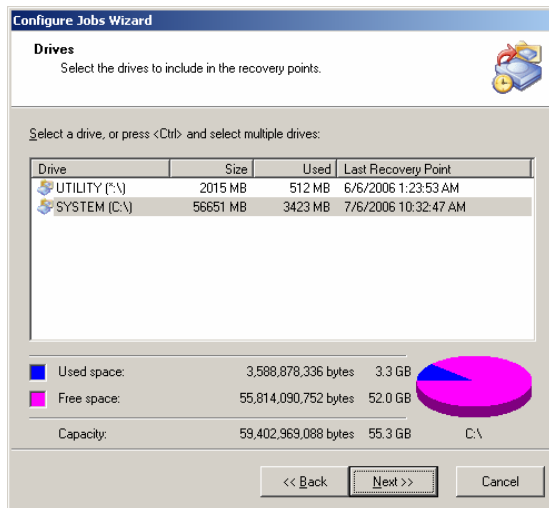 Configure Jobs Wizard
Drives
Select the drives to include in the recovery points.
Select a drive, or press <Ctrl> and select multiple drives:
Drive Size Used Last Recovery Point
UTILITY (*:\) 2015 MB 512 MB 6/6/2006 1:23:53 AM
SYSTEM (C:\) 56651 MB 3423 MB 7/6/2006 10:32:47 AM
Used space: 3,588,878,336 bytes 3.3 GB
Free space: 55,814,090,752 bytes 52.0 GB
Capacity: 59,402,969,088 bytes 55.3 GB C:\
<< Back Next >> Cancel